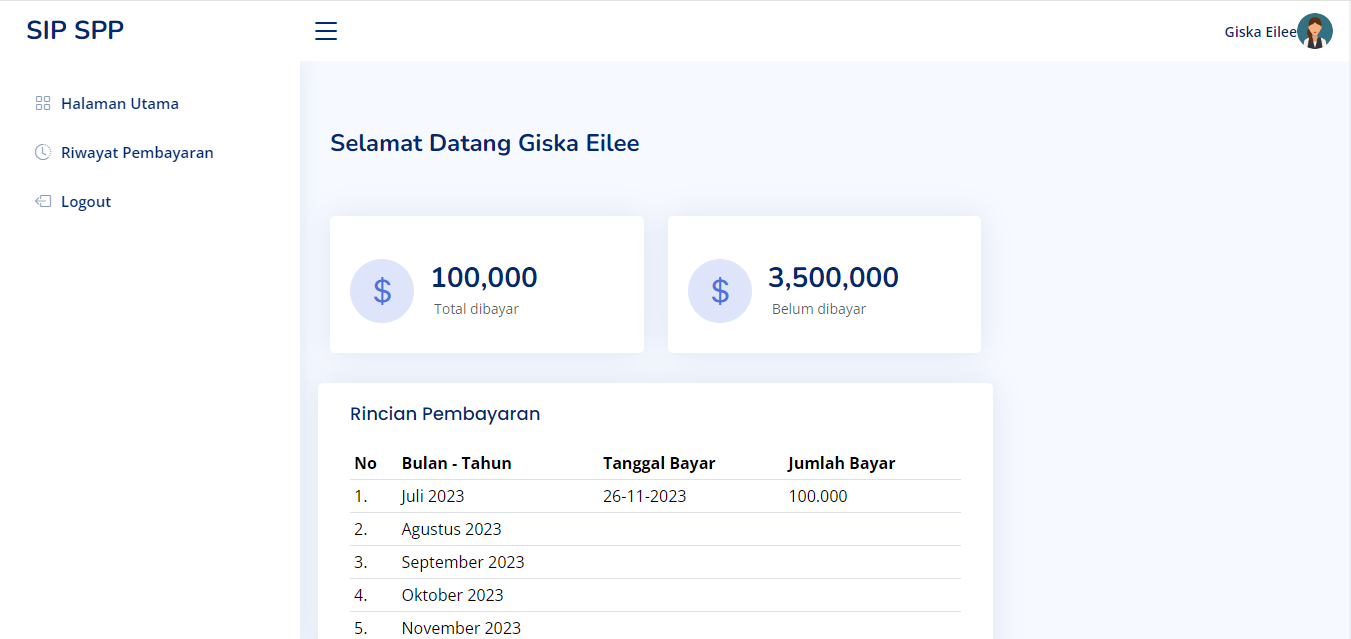 SIP SPP
Giska Eilee
Halaman Utama
Riwayat Pembayaran
Logout
Selamat Datang Giska Eilee
$ 100,000
Total dibayar
$ 3,500,000
Belum dibayar
Rincian Pembayaran
No Bulan - Tahun Tanggal Bayar Jumlah Bayar
1. Juli 2023 26-11-2023 100.000
2. Agustus 2023
3. September 2023
4. Oktober 2023
5. November 2023